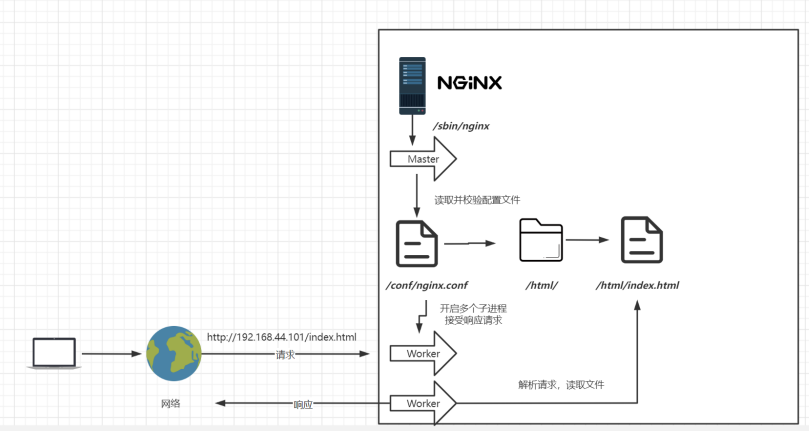 NGiNX
/sbin/nginx
Master
读取并校验配置文件
/conf/nginx.conf
/html/
/html/index.html
开启多个子进程
接受响应请求
http://192.168.44.101/index.html
请求
Worker
解析请求，读取文件
网络
响应
Worker